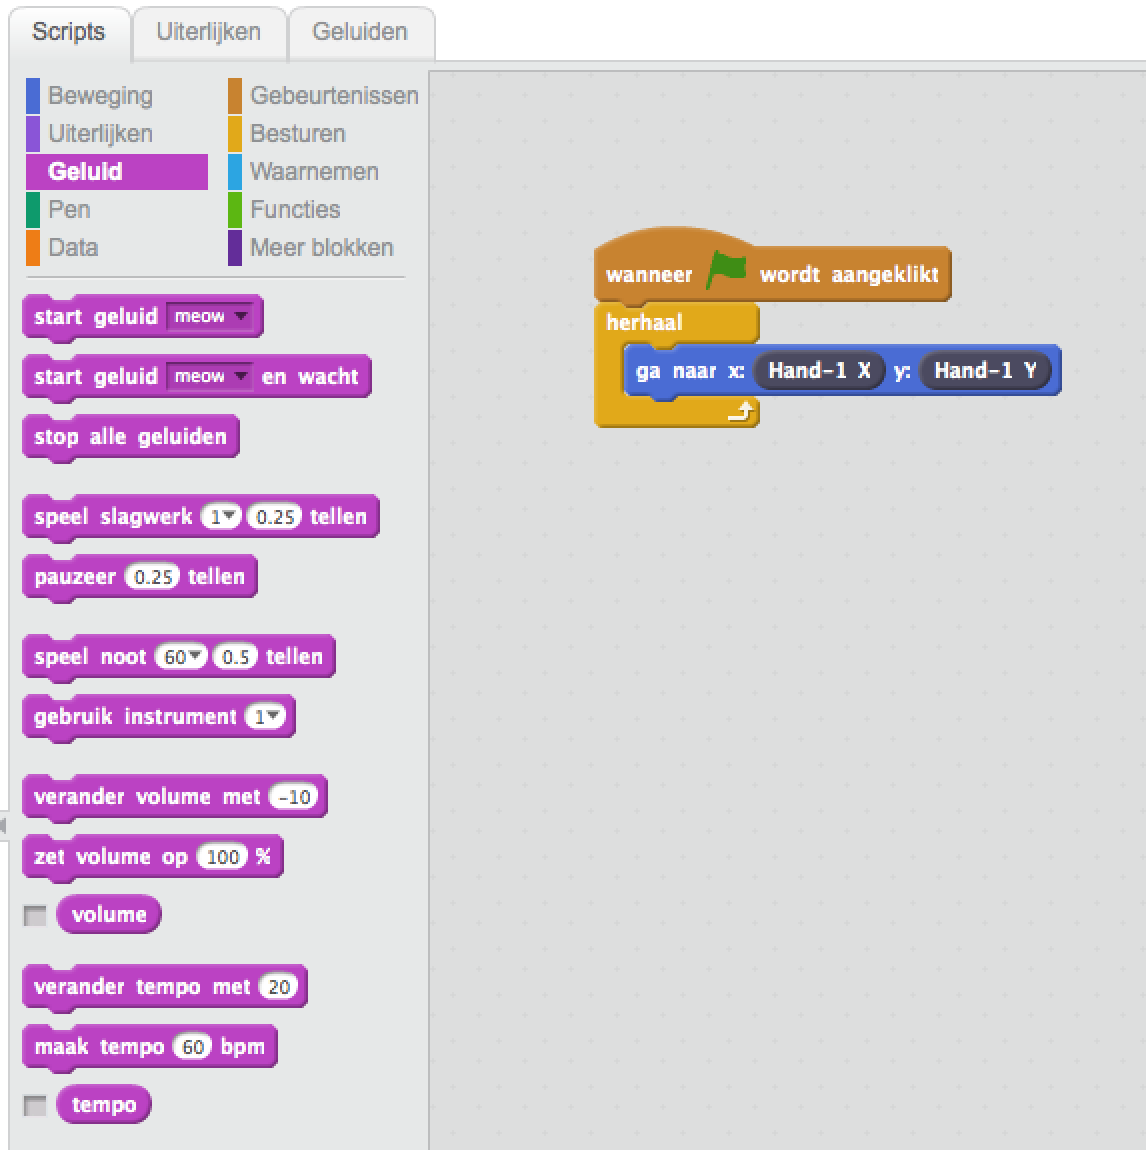 Scripts Uiterlijken Geluiden
Beweging Gebeurtenissen
Uiterlijken Besturen
Geluid Waarnemen
Pen Functies
Data Meer blokken
start geluid meow
start geluid meow en wacht
stop alle geluiden
speel slagwerk 1 0.25 tellen
pauzeer 0.25 tellen
speel noot 60 0.5 tellen
gebruik instrument 1
verander volume met -10
zet volume op 100 %
volume
verander tempo met 20
maak tempo 60 bpm
tempo
wanneer wordt aangeklikt
herhaal
ga naar x: Hand-1 X y: Hand-1 Y